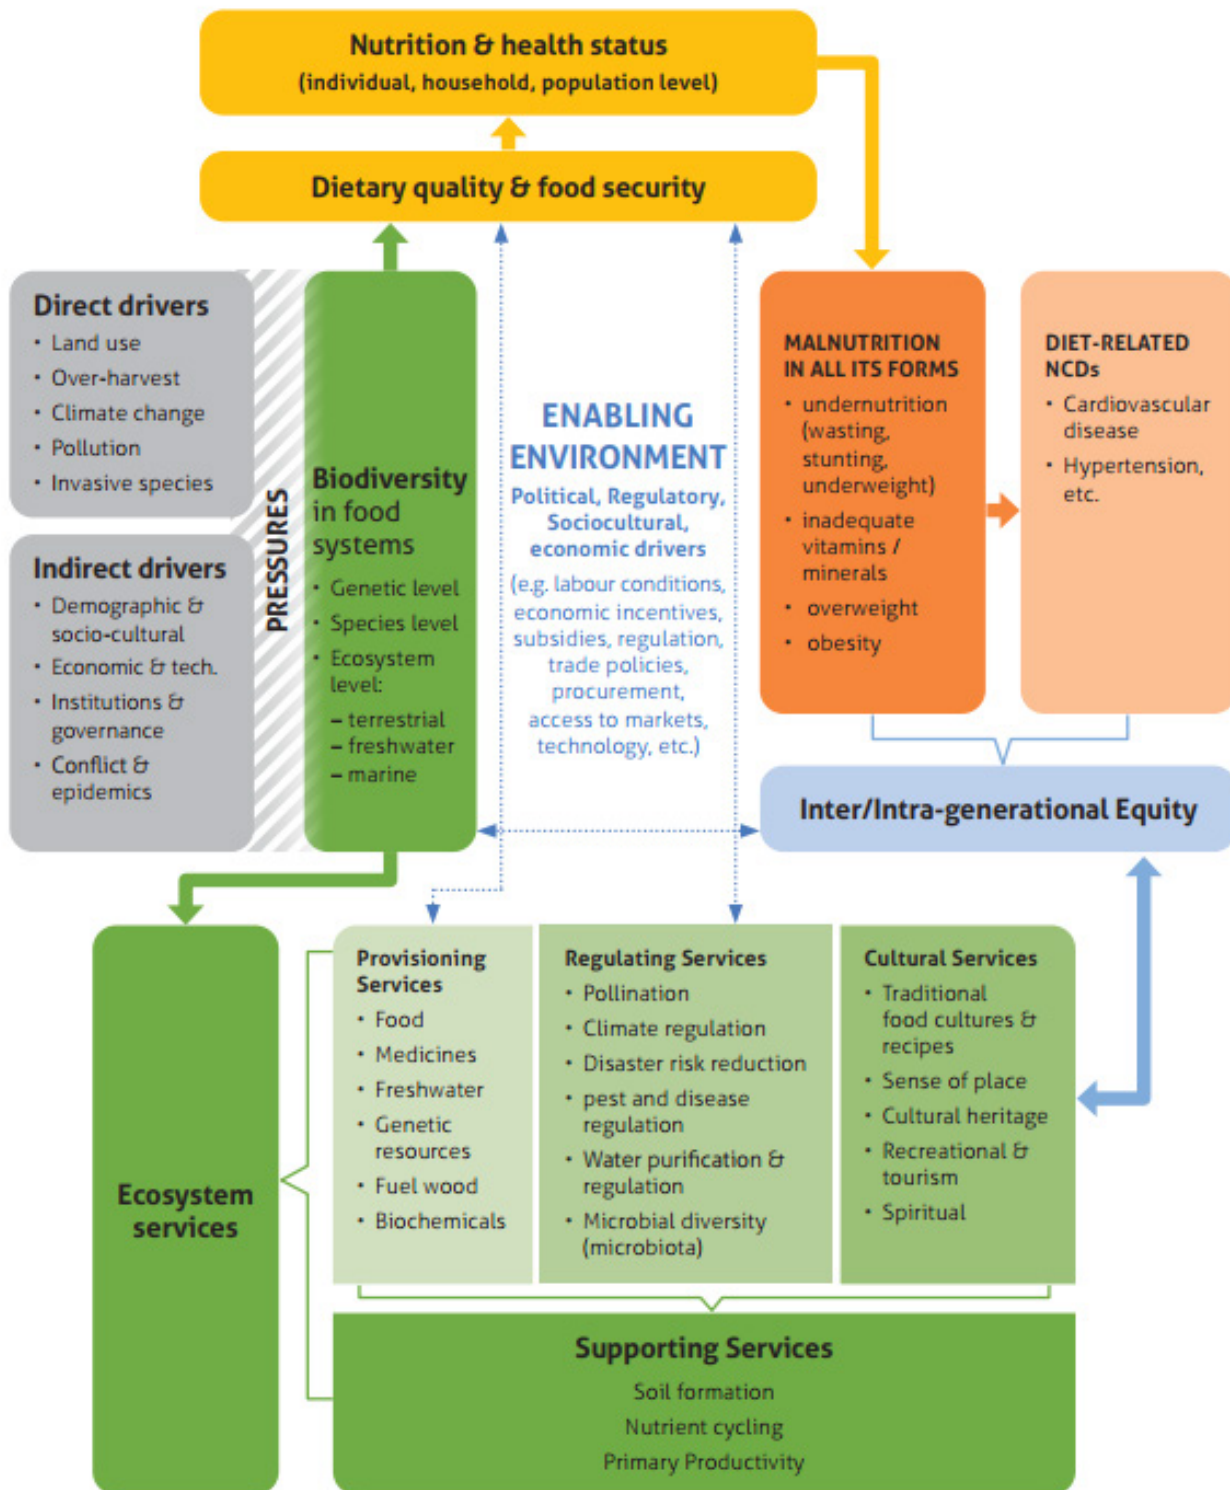 Nutrition & health status
(individual, household, population level)
Dietary quality & food security
Direct drivers
• Land use
• Over-harvest
• Climate change
• Pollution
• Invasive species
Indirect drivers
• Demographic &
socio-cultural
• Economic & tech.
• Institutions &
governance
• Conflict &
epidemics
PRESSURES
Biodiversity
in food
systems
• Genetic level
• Species level
• Ecosystem
level:
– terrestrial
– freshwater
– marine
ENABLING
ENVIRONMENT
Political, Regulatory,
Sociocultural,
economic drivers
(e.g. labour conditions,
economic incentives,
subsidies, regulation,
trade policies,
procurement,
access to markets,
technology, etc.)
MALNUTRITION
IN ALL ITS FORMS
• undernutrition
(wasting,
stunting,
underweight)
• inadequate
vitamins /
minerals
• overweight
• obesity
DIET-RELATED
NCDs
• Cardiovascular
disease
• Hypertension,
etc.
Inter/Intra-generational Equity
Ecosystem
services
Provisioning
Services
• Food
• Medicines
• Freshwater
• Genetic
resources
• Fuel wood
• Biochemicals
Regulating Services
• Pollination
• Climate regulation
• Disaster risk reduction
• pest and disease
regulation
• Water purification &
regulation
• Microbial diversity
(microbiota)
Cultural Services
• Traditional
food cultures &
recipes
• Sense of place
• Cultural heritage
• Recreational &
tourism
• Spiritual
Supporting Services
Soil formation
Nutrient cycling
Primary Productivity